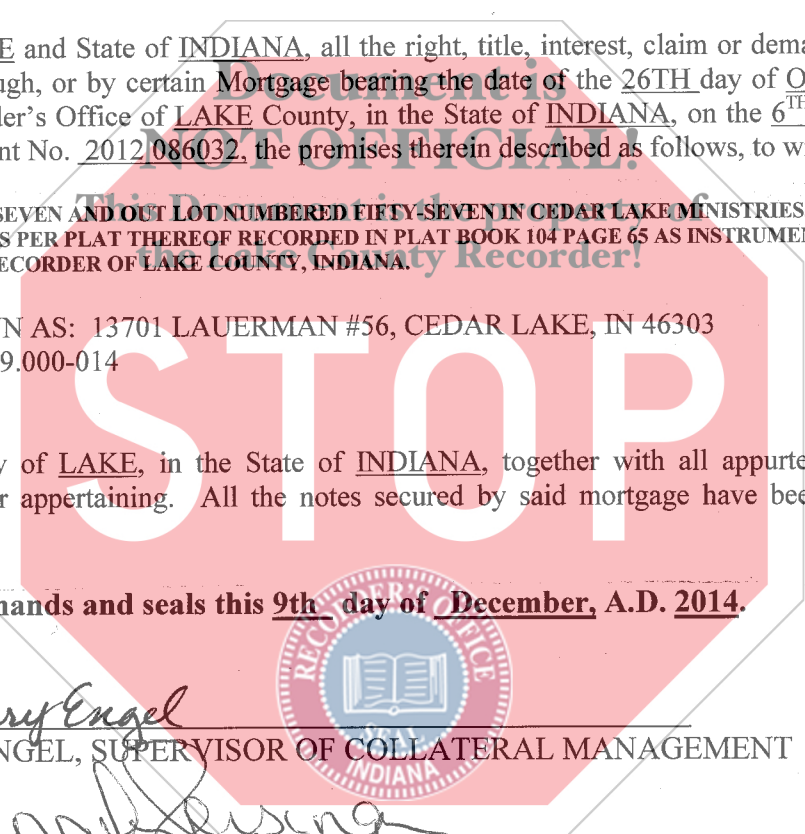 E and State of INDIANA, all the right, title, interest, claim or dema
ugh, or by certain Mortgage bearing the date of the 26TH day of O
er's Office of LAKE County, in the State of INDIANA, on the 6TH
nt No. 2012 086032, the premises therein described as follows, to wi
Document is
NOT OFFICIAL!
This Document is the property of
the Lake County Recorder!
SEVEN AND OUT LOT NUMBERED FIFTY-SEVEN IN CEDAR LAKE MINISTRIES
S PER PLAT THEREOF RECORDED IN PLAT BOOK 104 PAGE 65 AS INSTRUMEN
ECORDER OF LAKE COUNTY, INDIANA.
N AS: 13701 LAUERMAN #56, CEDAR LAKE, IN 46303
9.000-014
STOP
y of LAKE, in the State of INDIANA, together with all appurte
r appertaining. All the notes secured by said mortgage have bee
hands and seals this 9th day of December, A.D. 2014.
RECORDER'S OFFICE
SEAL
INDIANA
ry Engel
NGEL, SUPERVISOR OF COLLATERAL MANAGEMENT